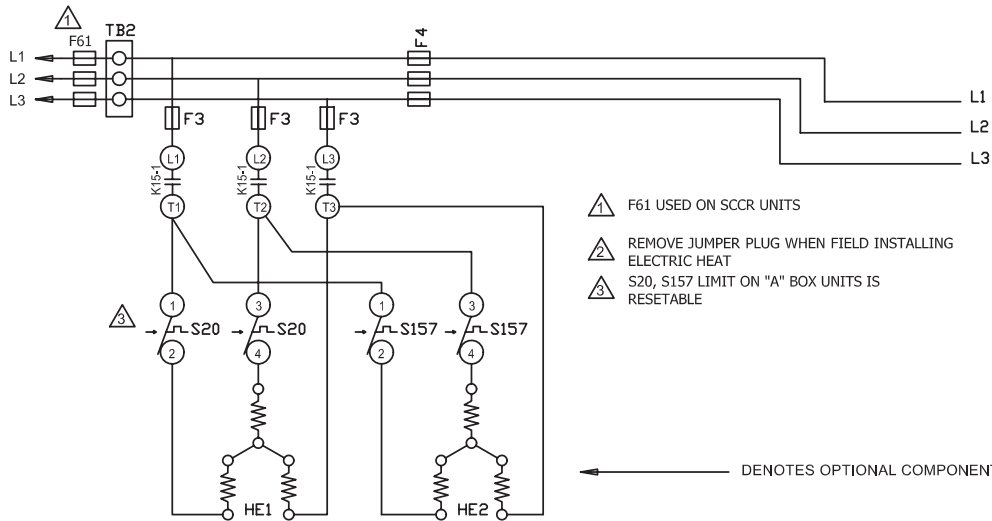 1
F61
TB2
F4
L1
L2
L3
L1
L2
L3
F3
F3
F3
L1
L2
L3
K15-1
K15-1
K15-1
T1
T2
T3
1 F61 USED ON SCCR UNITS
2 REMOVE JUMPER PLUG WHEN FIELD INSTALLING
ELECTRIC HEAT
3 S20, S157 LIMIT ON "A" BOX UNITS IS
RESETABLE
1
3
1
3
3
S20
S20
S157
S157
2
4
2
4
HE1
HE2
DENOTES OPTIONAL COMPONEN